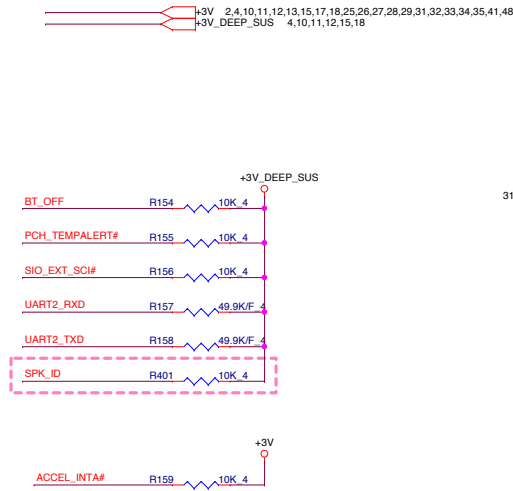 +3V 2,4,10,11,12,13,15,17,18,25,26,27,28,29,31,32,33,34,35,41,48
+3V_DEEP_SUS 4,10,11,12,15,18
+3V_DEEP_SUS
31
BT_OFF R154 10K_4
PCH_TEMPALERT# R155 10K_4
SIO_EXT_SCI# R156 10K_4
UART2_RXD R157 49.9K/F_4
UART2_TXD R158 49.9K/F_4
SPK_ID R401 10K_4
+3V
ACCEL_INTA# R159 10K_4